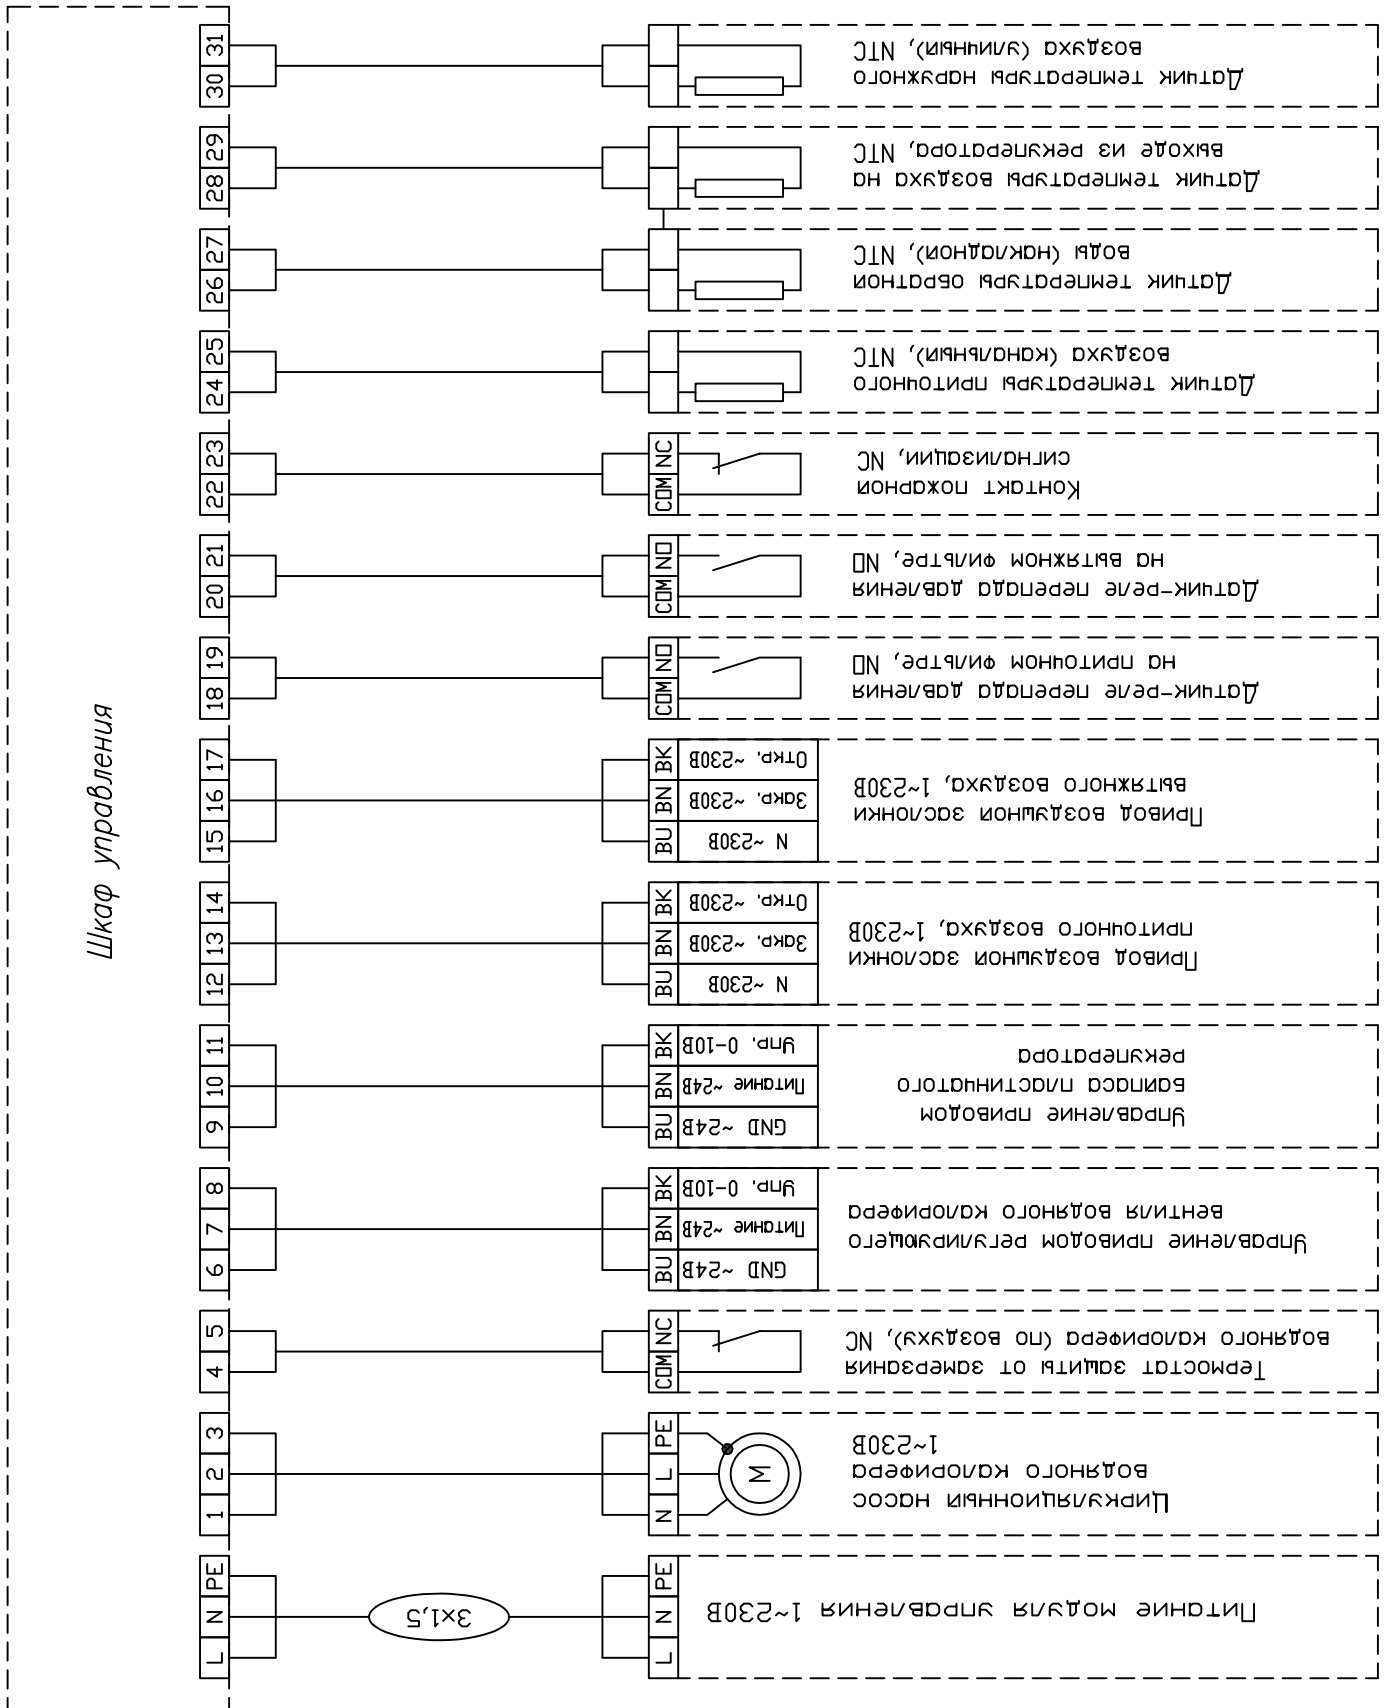 Шкаф управления
31
30
Датчик температуры наружного
воздуха (уличный), NTC
29
28
Датчик температуры воздуха на
выходе из рекуператора, NTC
27
26
Датчик температуры обратной
воды (накладной), NTC
25
24
Датчик температуры приточного
воздуха (канальный), NTC
23
22
NC
COM
Контакт пожарной
сигнализации, NC
21
20
NO
COM
Датчик-реле перепада давления
на вытяжном фильтре, NO
19
18
NO
COM
Датчик-реле перепада давления
на приточном фильтре, NO
17
16
15
BK
BN
BU
Откр. ~230В
Закр. ~230В
N ~230В
Привод воздушной заслонки
вытяжного воздуха, 1~230В
14
13
12
BK
BN
BU
Откр. ~230В
Закр. ~230В
N ~230В
Привод воздушной заслонки
приточного воздуха, 1~230В
11
10
9
BK
BN
BU
Упр. 0-10В
Питание ~24В
GND ~24В
Управление приводом
байпаса пластинчатого
рекуператора
8
7
6
BK
BN
BU
Упр. 0-10В
Питание ~24В
GND ~24В
Управление приводом регулирующего
вентиля водяного калорифера
5
4
NC
COM
Термостат защиты от замерзания
водяного калорифера (по воздуху), NC
3
2
1
PE
L
N
M
Циркуляционный насос
водяного калорифера
1~230В
PE
N
L
3x1,5
PE
N
L
Питание модуля управления 1~230В